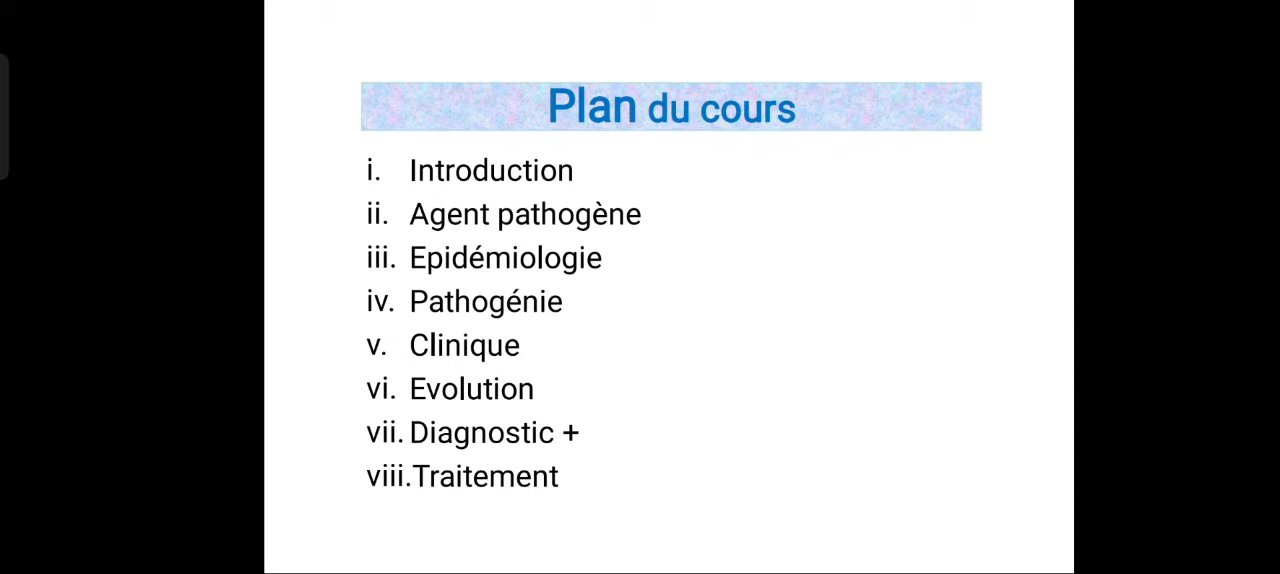 Plan du cours
i. Introduction
ii. Agent pathogène
iii. Epidémiologie
iv. Pathogénie
v. Clinique
vi. Evolution
vii. Diagnostic +
viii. Traitement